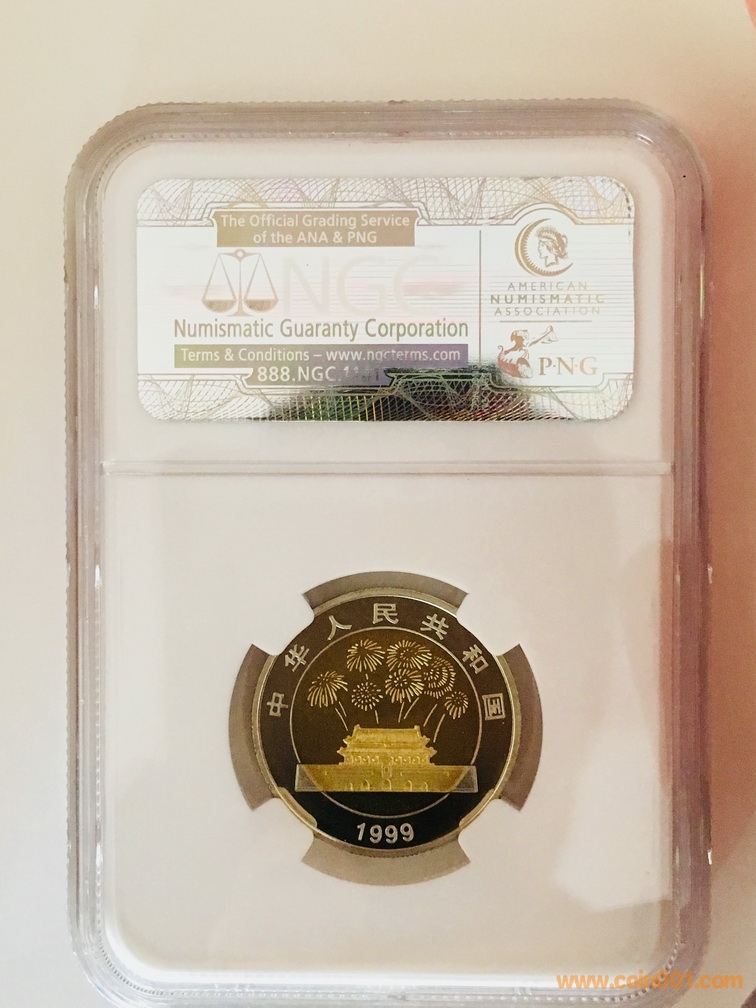 The Official Grading Service
of the ANA & PNG
NGC
Numismatic Guaranty Corporation
Terms & Conditions – www.ngcterms.com
888.NGC.1
AMERICAN
NUMISMATIC
ASSOCIATION
P·N·G
中华人民共和国
1999
www.coin001.com